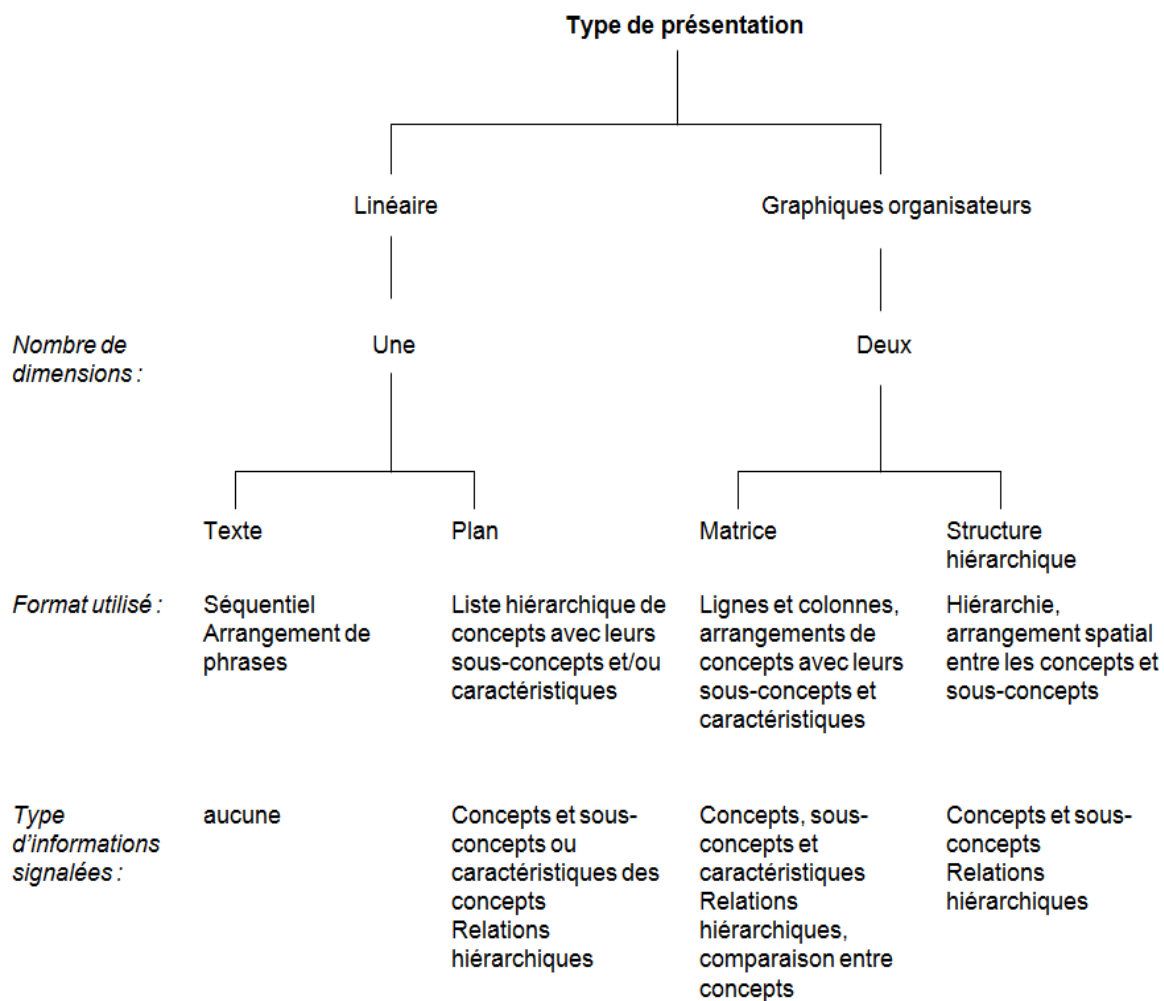 Type de présentation
Linéaire
Graphiques organisateurs
Nombre de
dimensions :
Une
Deux
Texte
Plan
Matrice
Structure
hiérarchique
Format utilisé :
Séquentiel
Arrangement de
phrases
Liste hiérarchique de
concepts avec leurs
sous-concepts et/ou
caractéristiques
Lignes et colonnes,
arrangements de
concepts avec leurs
sous-concepts et
caractéristiques
Hiérarchie,
arrangement spatial
entre les concepts et
sous-concepts
Type
d'informations
signalées :
aucune
Concepts et sous-
concepts ou
caractéristiques des
concepts
Relations
hiérarchiques
Concepts, sous-
concepts et
caractéristiques
Relations
hiérarchiques,
comparaison entre
concepts
Concepts et sous-
concepts
Relations
hiérarchiques